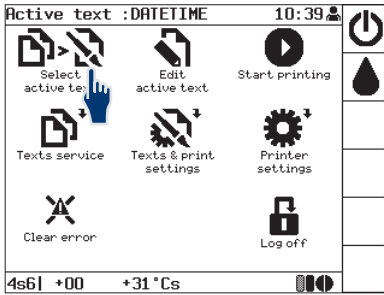 Active text :DATETIME 10:39
Select
active te
Edit
active text
Start printing
Texts service
Texts & print
settings
Printer
settings
Clear error
Log off
4s6| +00 +31°Cs